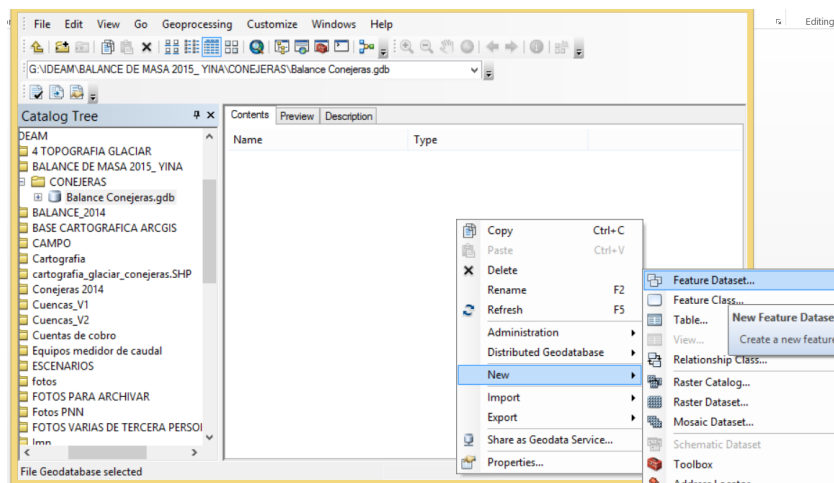 File Edit View Go Geoprocessing Customize Windows Help
Editing
G:\IDEAM\BALANCE DE MASA 2015_ YINA\CONEJERAS\Balance Conejeras.gdb
Catalog Tree
Contents Preview Description
Name Type
DEAM
4 TOPOGRAFIA GLACIAR
BALANCE DE MASA 2015_ YINA
CONEJERAS
Balance Conejeras.gdb
BALANCE_2014
BASE CARTOGRAFICA ARCGIS
CAMPO
Cartografia
cartografia_glaciar_conejeras.SHP
Conejeras 2014
Cuencas_V1
Cuencas_V2
Cuentas de cobro
Equipos medidor de caudal
ESCENARIOS
fotos
FOTOS PARA ARCHIVAR
Fotos PNN
FOTOS VARIAS DE TERCERA PERSOI
Imp
File Geodatabase selected
Copy Ctrl+C
Paste Ctrl+V
Delete
Rename F2
Refresh F5
Administration
Distributed Geodatabase
New
Import
Export
Share as Geodata Service...
Properties...
Feature Dataset...
Feature Class...
Table...
View...
Relationship Class...
Raster Catalog...
Raster Dataset...
Mosaic Dataset...
Schematic Dataset
Toolbox
Address Locator
New Feature Datase
Create a new feature